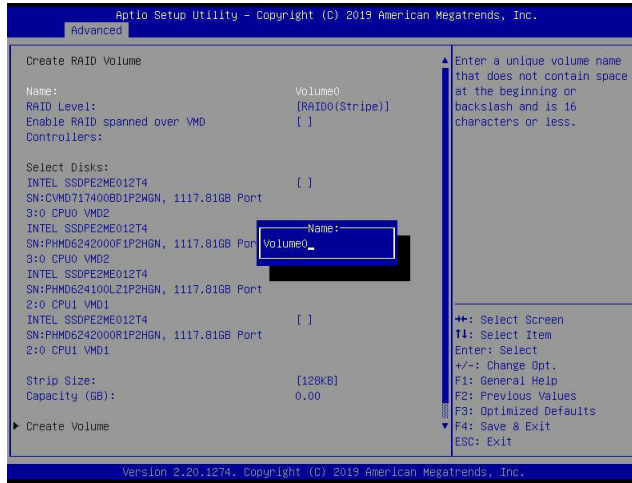 Aptio Setup Utility – Copyright (C) 2019 American Megatrends, Inc.
Advanced
Create RAID Volume
Name: Volume0
RAID Level: [RAID0(Stripe)]
Enable RAID spanned over VMD [ ]
Controllers:
Select Disks:
INTEL SSDPE2ME012T4 [ ]
SN:CVMD717400BD1P2WGN, 1117.81GB Port
3:0 CPU0 VMD2
INTEL SSDPE2ME012T4
SN:PHMD6242000F1P2HGN, 1117.81GB Por
3:0 CPU0 VMD2
INTEL SSDPE2ME012T4
SN:PHMD624100LZ1P2HGN, 1117.81GB Port
2:0 CPU1 VMD1
INTEL SSDPE2ME012T4 [ ]
SN:PHMD6242000R1P2HGN, 1117.81GB Port
2:0 CPU1 VMD1
Strip Size: [128KB]
Capacity (GB): 0.00
Create Volume
Name:
Volume0_
Enter a unique volume name
that does not contain space
at the beginning or
backslash and is 16
characters or less.
→←: Select Screen
↑↓: Select Item
Enter: Select
+/–: Change Opt.
F1: General Help
F2: Previous Values
F3: Optimized Defaults
F4: Save & Exit
ESC: Exit
Version 2.20.1274. Copyright (C) 2019 American Megatrends, Inc.